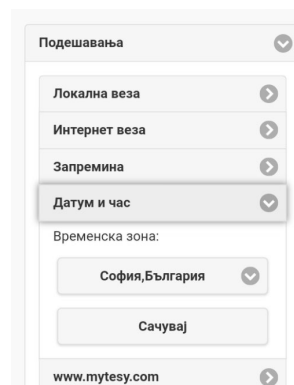 Подешавања
Локална веза
Интернет веза
Запремина
Датум и час
Временска зона:
София,България
Сачувај
www.mytesy.com